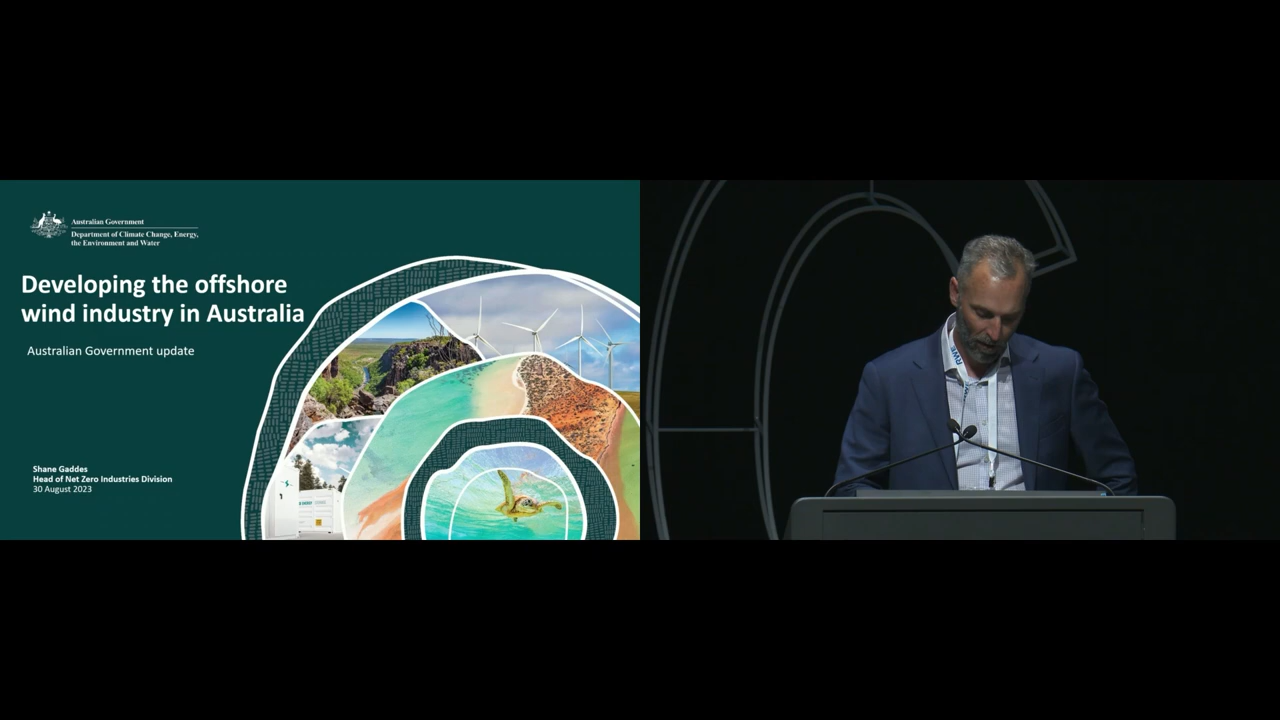 Australian Government
Department of Climate Change, Energy,
the Environment and Water
Developing the offshore
wind industry in Australia
Australian Government update
Shane Gaddes
Head of Net Zero Industries Division
30 August 2023
RWE